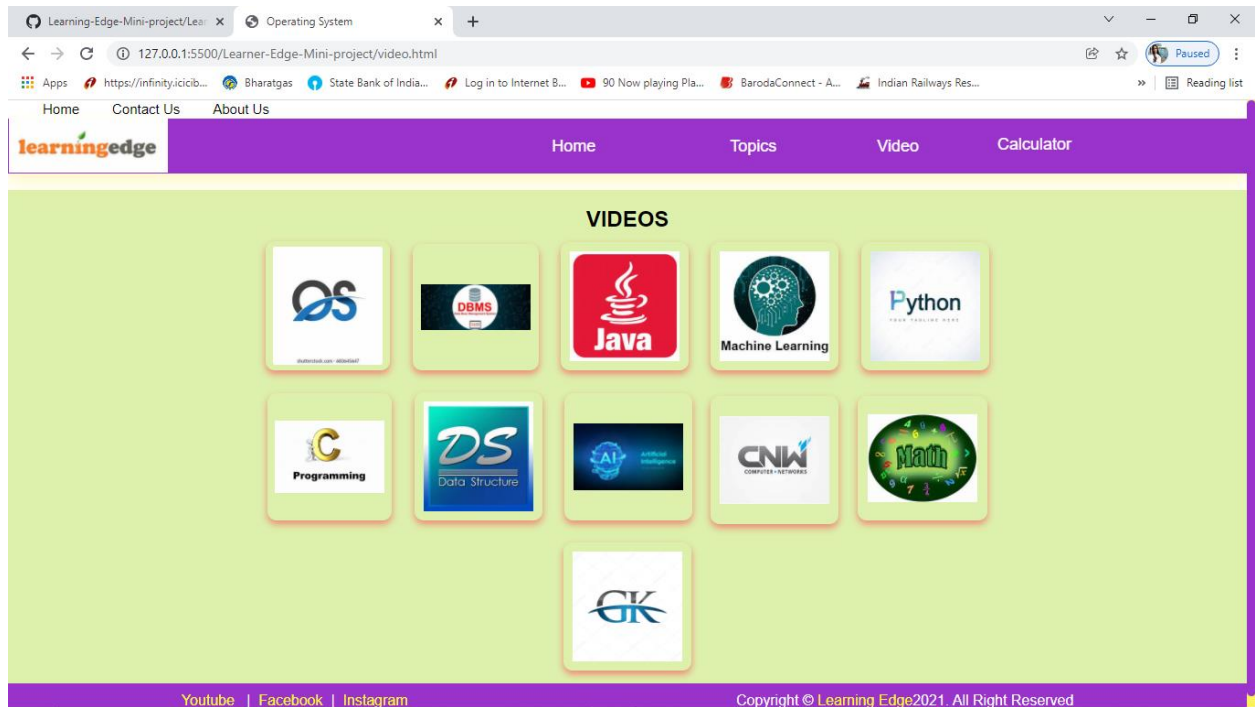 Learning-Edge-Mini-project/Lear
Operating System
127.0.0.1:5500/Learner-Edge-Mini-project/video.html
Paused
Apps
https://infinity.icicib...
Bharatgas
State Bank of India...
Log in to Internet B...
90 Now playing Pla...
BarodaConnect - A...
Indian Railways Res...
»
Reading list
Home Contact Us About Us
learningedge
Home Topics Video Calculator
VIDEOS
OS
DBMS
Java
Machine Learning
Python
YOUR TAGLINE HERE
C
Programming
DS
Data Structure
AI
Artificial
Intelligence
CNW
COMPUTER - NETWORKS
Math
GK
Youtube | Facebook | Instagram
Copyright © Learning Edge2021. All Right Reserved